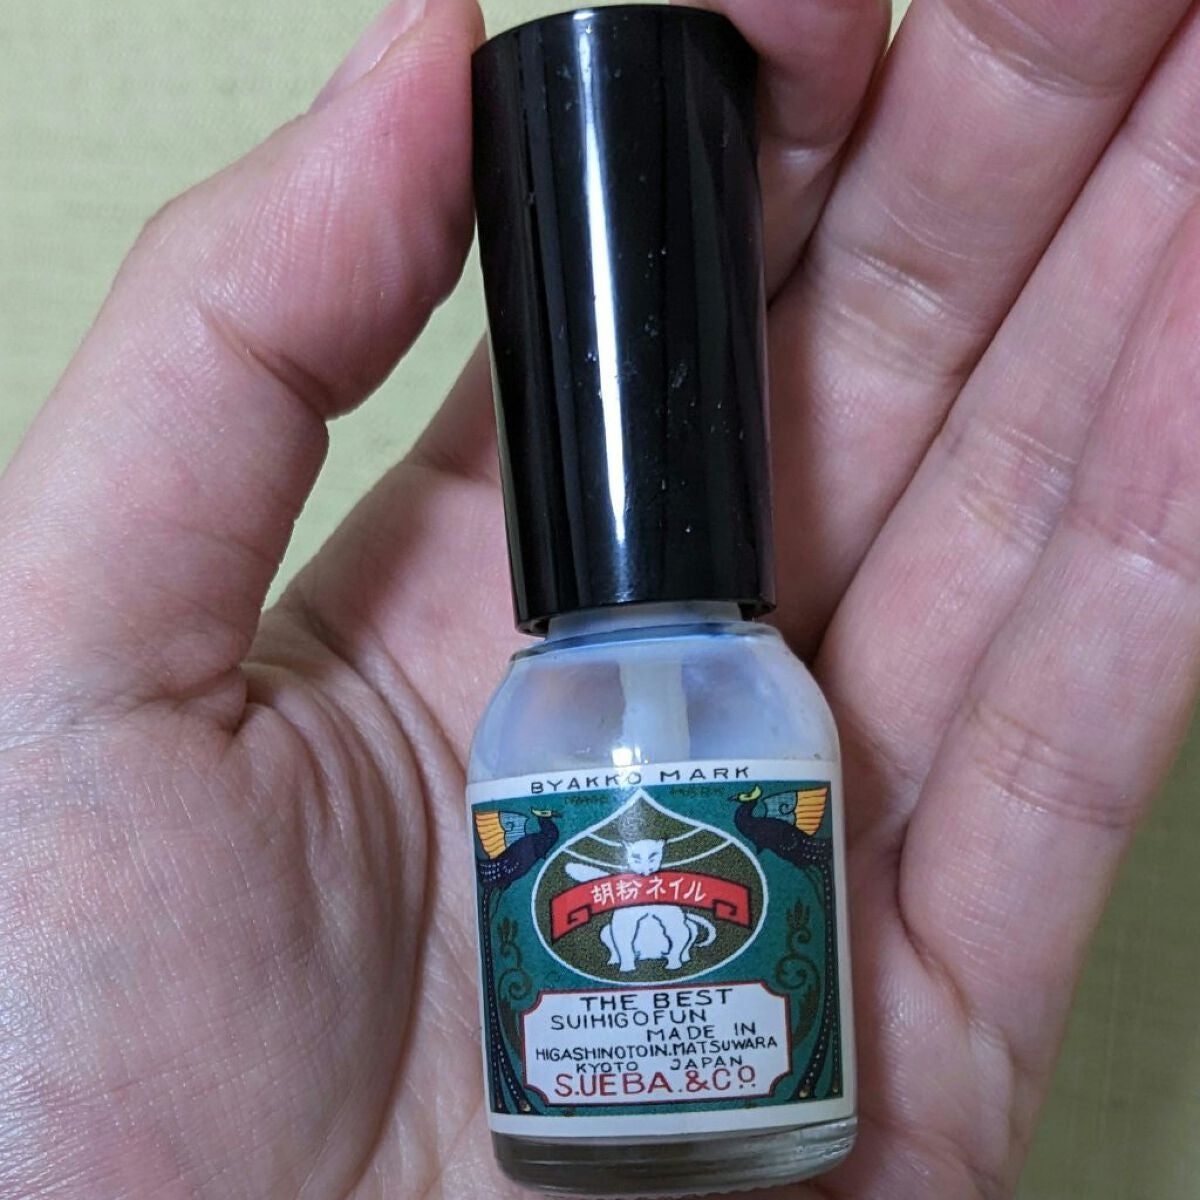 BYAKKO MARK
胡粉ネイル
THE BEST
SUIHIGOFUN
MADE IN
HIGASHINOTOIN.MATSUWARA
KYOTO JAPAN
S.UEBA.&CO.